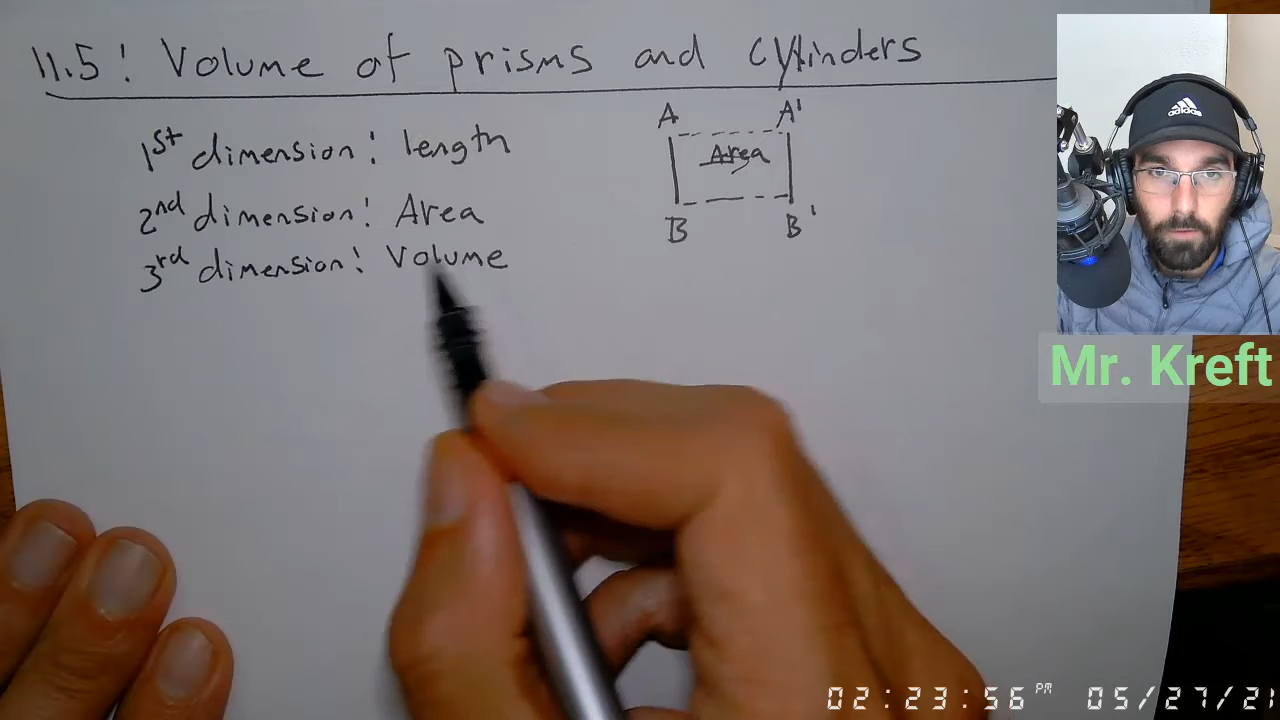 11.5: Volume of prisms and cylinders
1st dimension: length
2nd dimension: Area
3rd dimension: Volume
A A'
Area
B B'
Mr. Kreft
02:23:56 PM 05/27/21